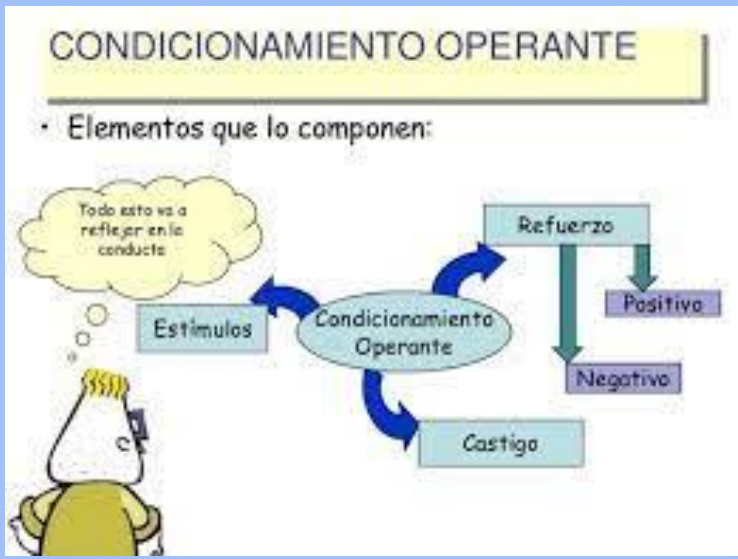 CONDICIONAMIENTO OPERANTE
• Elementos que lo componen:
Todo esto va a
reflejar en la
conducta
Refuerzo
Positivo
Estímulos
Condicionamiento
Operante
Negativo
Castigo